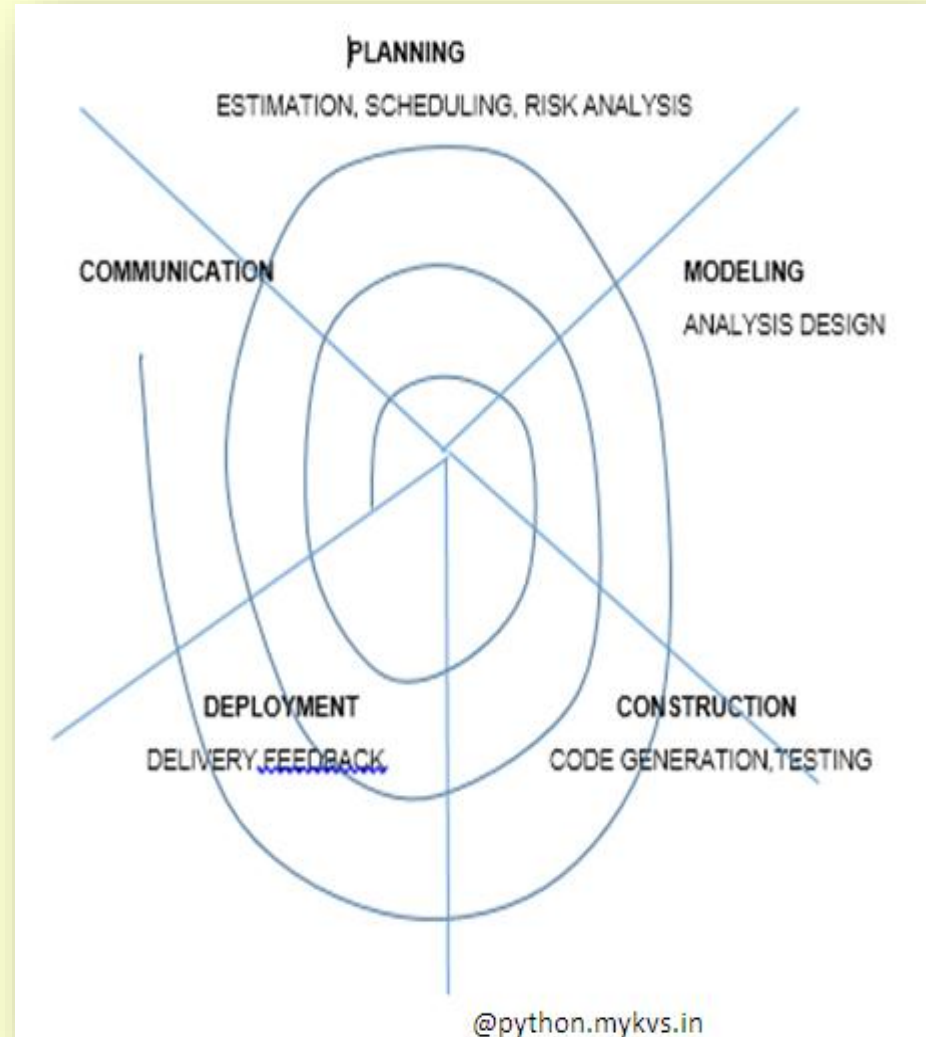 PLANNING
ESTIMATION, SCHEDULING, RISK ANALYSIS
COMMUNICATION
MODELING
ANALYSIS DESIGN
DEPLOYMENT
DELIVERY FEEDBACK
CONSTRUCTION
CODE GENERATION,TESTING
@python.mykvs.in